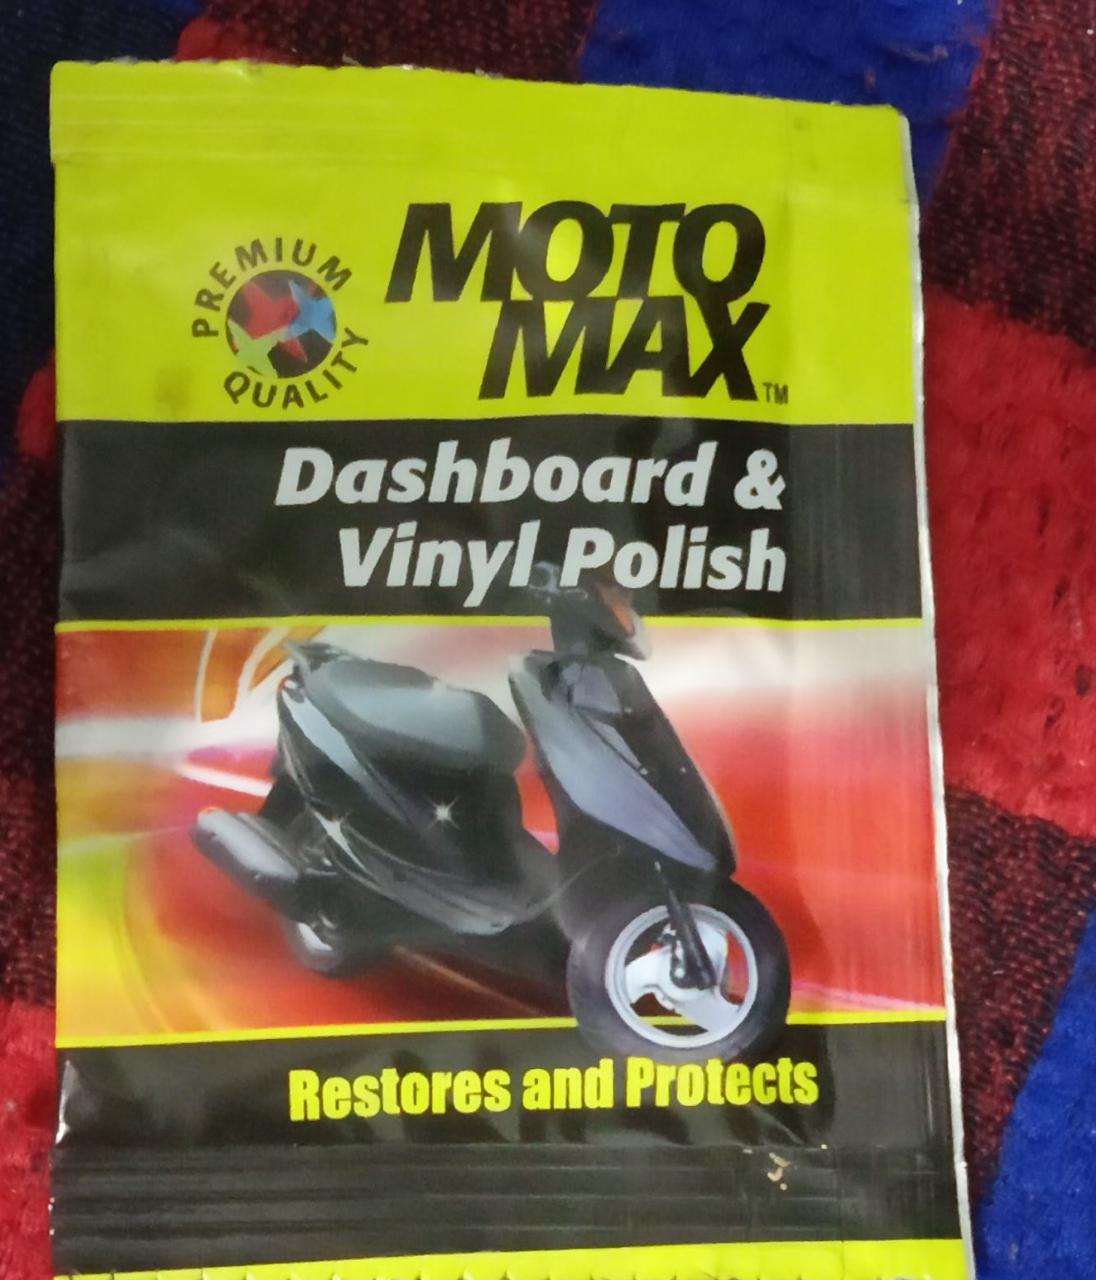 PREMIUM
QUALITY
MOTO
MAX™
Dashboard &
Vinyl Polish
Restores and Protects